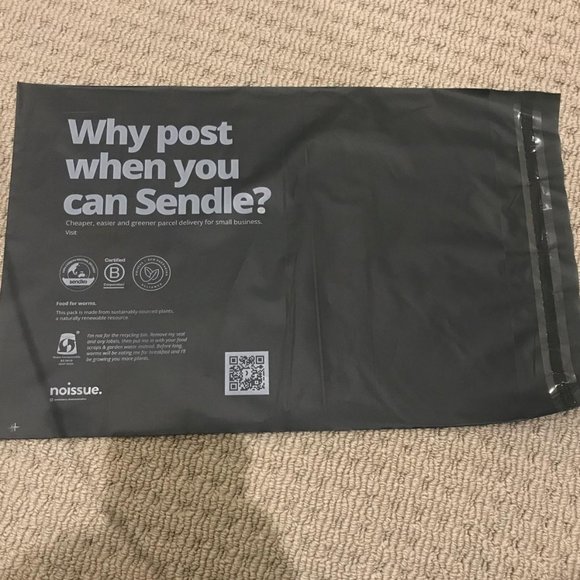 Why post
when you
can Sendle?
Cheaper, easier and greener parcel delivery for small business.
Visit
sendle
Certified
B
Corporation
Food for worms.
This pack is made from sustainably-sourced plants,
a naturally renewable resource.
I'm not for the recycling bin. Remove my seal
and any labels, then put me in with your food
scraps & garden waste instead. Before long,
worms will be eating me for breakfast and I'll
be growing you more plants.
noissue.